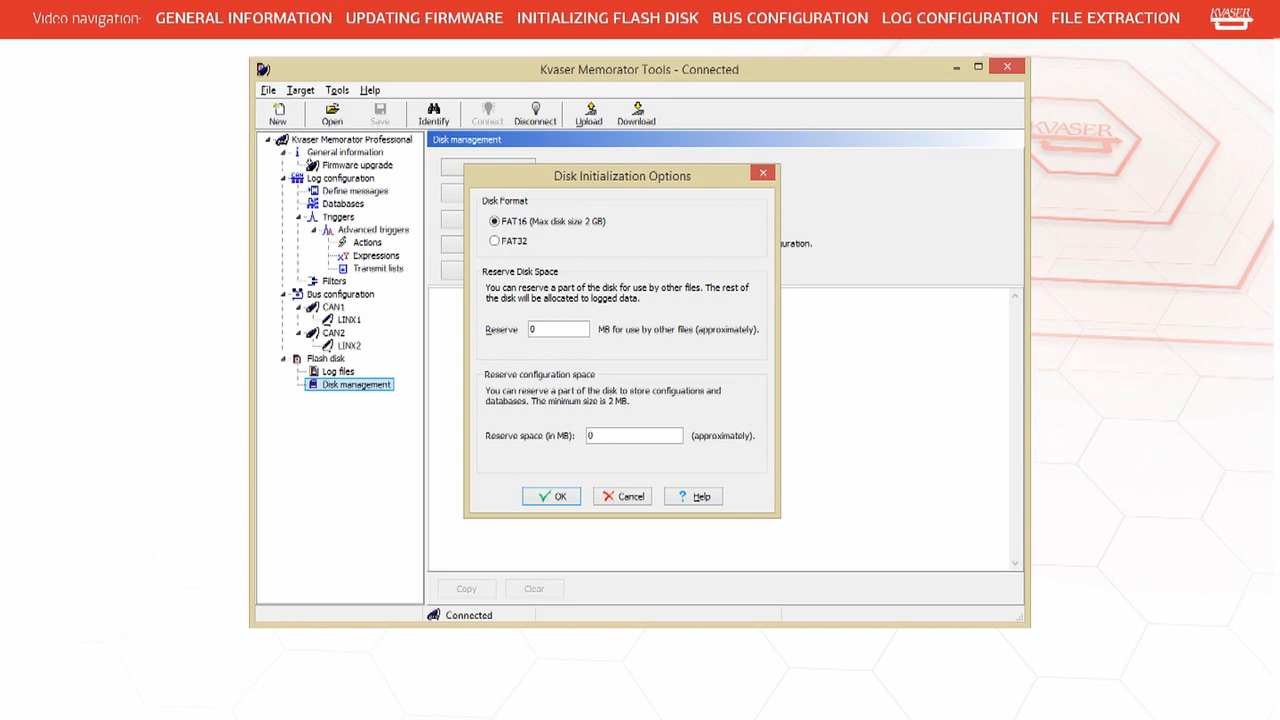 Video navigation: GENERAL INFORMATION UPDATING FIRMWARE INITIALIZING FLASH DISK BUS CONFIGURATION LOG CONFIGURATION FILE EXTRACTION KVASER
Kvaser Memorator Tools - Connected
File Target Tools Help
New Open Save Identify Connect Disconnect Upload Download
Kvaser Memorator Professional
General information
Firmware upgrade
Log configuration
Define messages
Databases
Triggers
Advanced triggers
Actions
Expressions
Transmit lists
Filters
Bus configuration
CAN1
LINX1
CAN2
LINX2
Flash disk
Log files
Disk management
Disk management
uration.
Disk Initialization Options
Disk Format
FAT16 (Max disk size 2 GB)
FAT32
Reserve Disk Space
You can reserve a part of the disk for use by other files. The rest of
the disk will be allocated to logged data.
Reserve 0 MB for use by other files (approximately).
Reserve configuration space
You can reserve a part of the disk to store configuations and
databases. The minimum size is 2 MB.
Reserve space (in MB): 0 (approximately).
OK Cancel Help
Copy Clear
Connected
KVASER